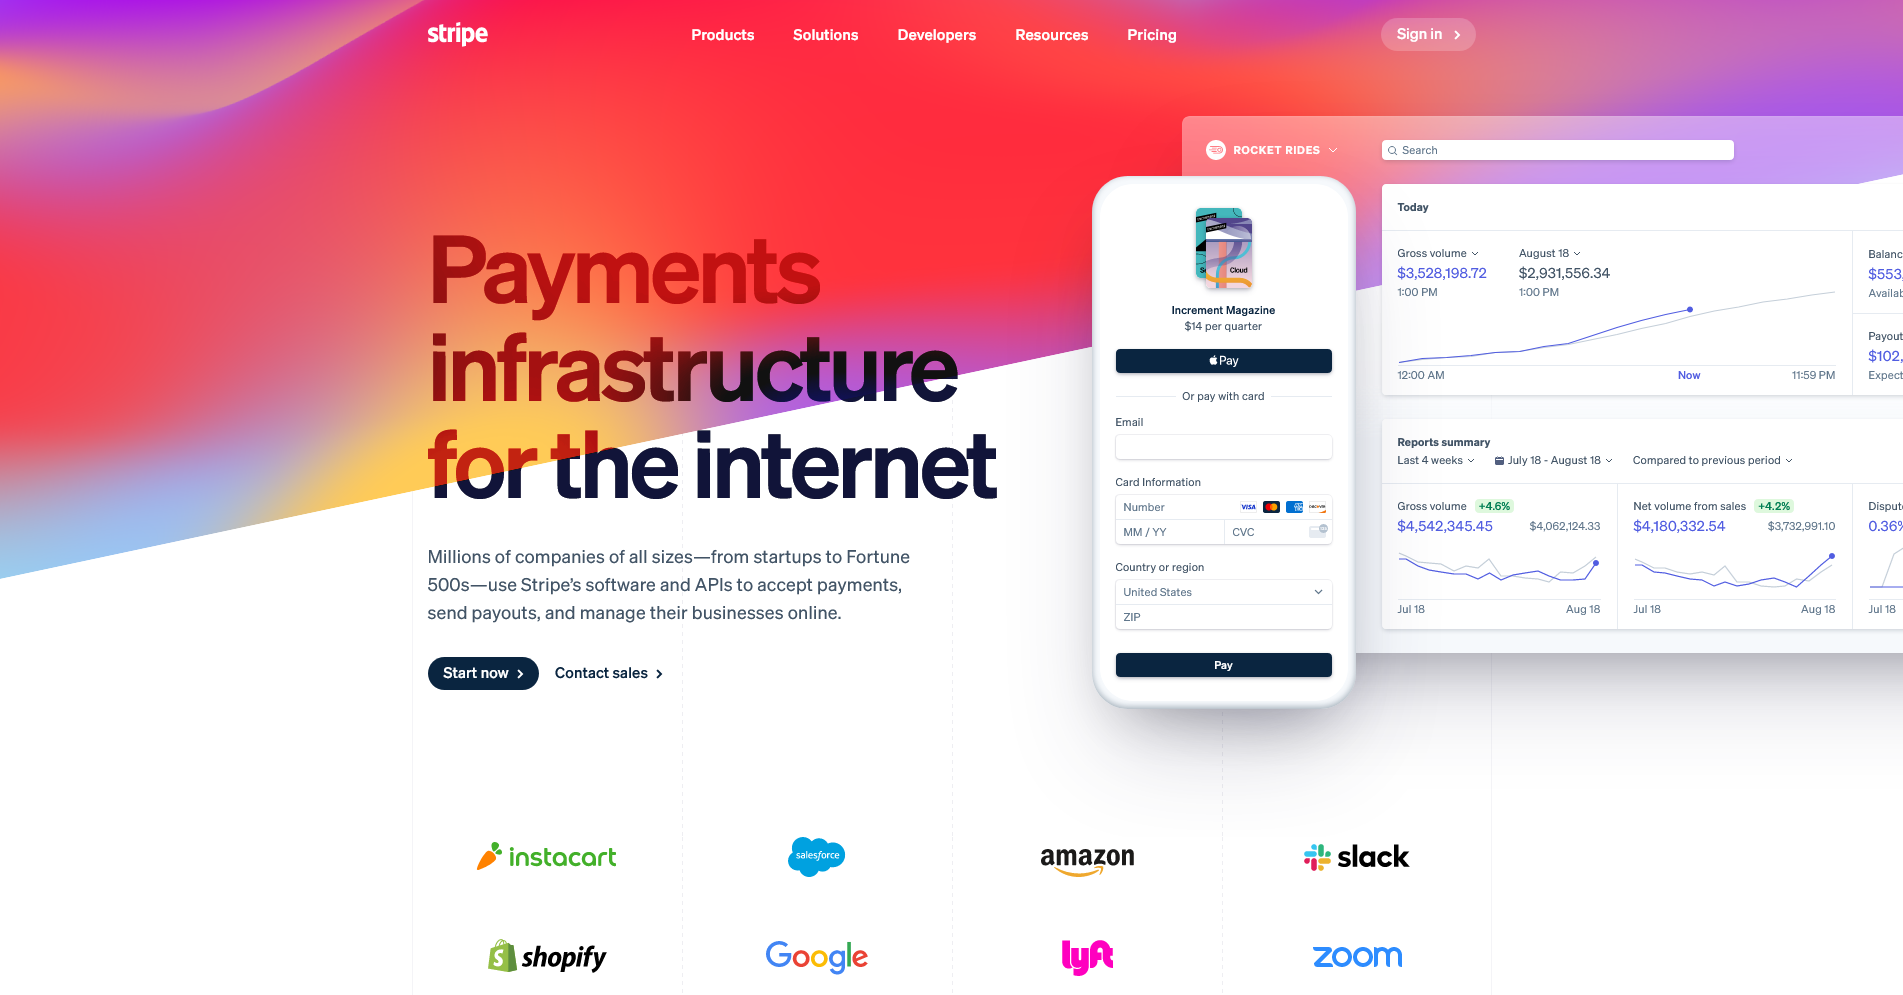 stripe
Products
Solutions
Developers
Resources
Pricing
Sign in
Payments
infrastructure
for the internet
Millions of companies of all sizes—from startups to Fortune
500s—use Stripe's software and APIs to accept payments,
send payouts, and manage their businesses online.
Start now
Contact sales
Cloud
Increment Magazine
$14 per quarter
Pay
Or pay with card
Email
Card Information
Number
VISA
MM / YY
CVC
Country or region
United States
ZIP
Pay
ROCKET RIDES
Search
Today
Gross volume
August 18
$3,528,198.72
$2,931,556.34
1:00 PM
1:00 PM
12:00 AM
Now
11:59 PM
Balanc
$553,
Availab
Payout
$102,
Expect
Reports summary
Last 4 weeks
July 18 - August 18
Compared to previous period
Gross volume +4.6%
$4,542,345.45
$4,062,124.33
Jul 18
Aug 18
Net volume from sales +4.2%
$4,180,332.54
$3,732,991.10
Jul 18
Aug 18
Disput
0.36%
Jul 18
instacart
salesforce
amazon
slack
shopify
Google
lyft
zoom